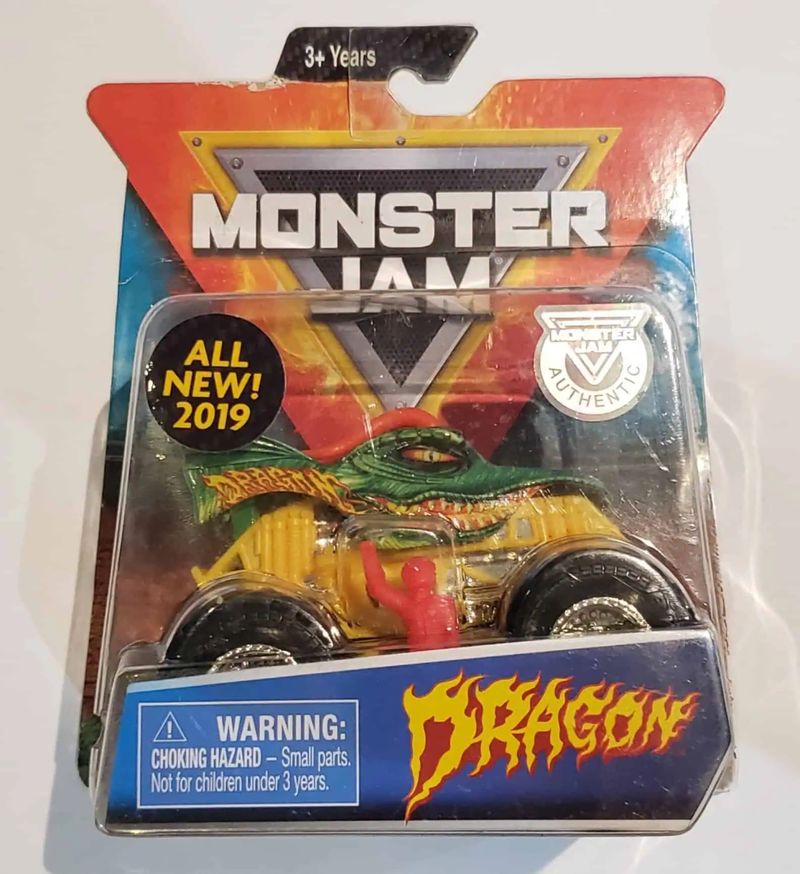 3+ Years
MONSTER
JAM
ALL
NEW!
2019
MONSTER
JAM
AUTHENTIC
DRAGON
WARNING:
CHOKING HAZARD – Small parts.
Not for children under 3 years.
DRAGON